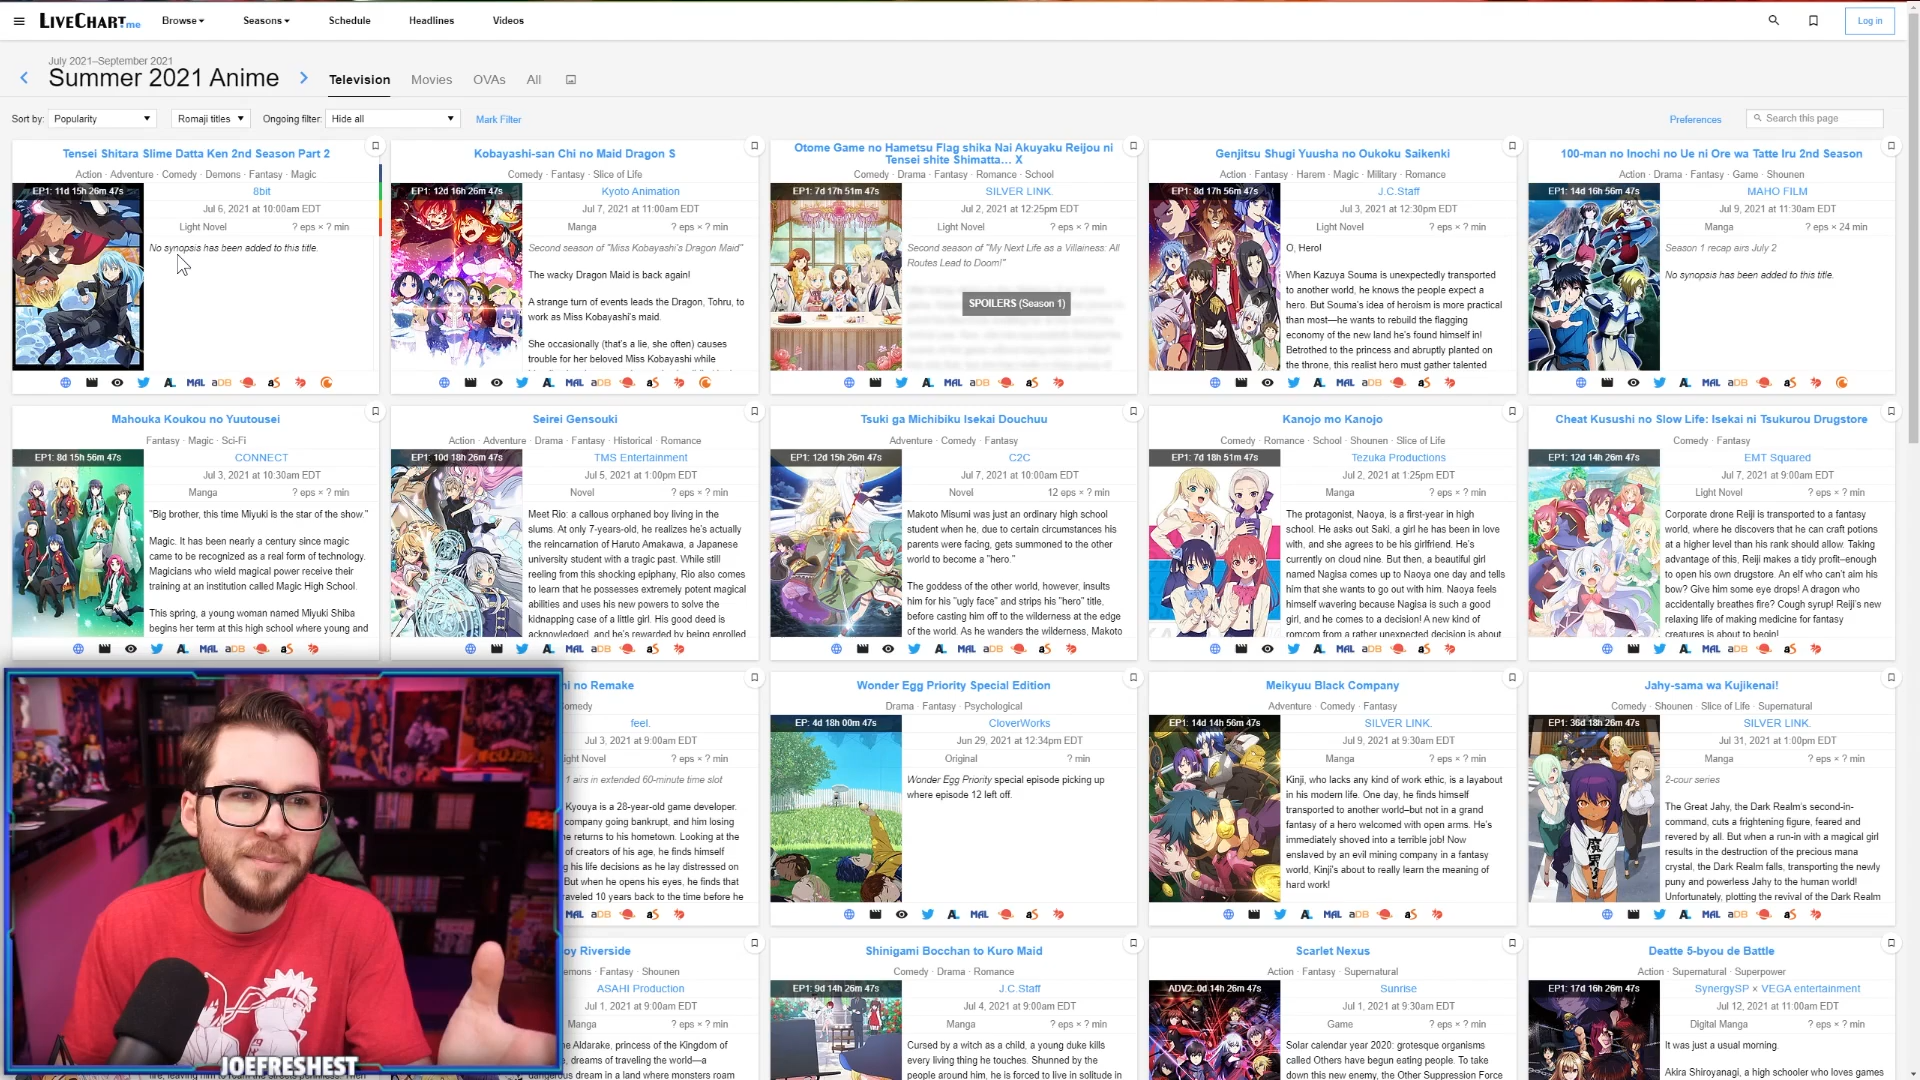 LIVECHART.me
Browse
Seasons
Schedule
Headlines
Videos
Log in
July 2021–September 2021
Summer 2021 Anime
Television
Movies
OVAs
All
Sort by:
Popularity
Romaji titles
Ongoing filter:
Hide all
Mark Filter
Preferences
Search this page
Tensei Shitara Slime Datta Ken 2nd Season Part 2
Action · Adventure · Comedy · Demons · Fantasy · Magic
EP1: 11d 15h 26m 47s
8bit
Jul 6, 2021 at 10:00am EDT
Light Novel
? eps × ? min
No synopsis has been added to this title.
MAL
aDB
aS
Kobayashi-san Chi no Maid Dragon S
Comedy · Fantasy · Slice of Life
EP1: 12d 16h 26m 47s
Kyoto Animation
Jul 7, 2021 at 11:00am EDT
Manga
? eps × ? min
Second season of "Miss Kobayashi's Dragon Maid"
The wacky Dragon Maid is back again!
A strange turn of events leads the Dragon, Tohru, to
work as Miss Kobayashi's maid.
She occasionally (that's a lie, she often) causes
trouble for her beloved Miss Kobayashi while
MAL
aDB
aS
Otome Game no Hametsu Flag shika Nai Akuyaku Reijou ni
Tensei shite Shimatta… X
Comedy · Drama · Fantasy · Romance · School
EP1: 7d 17h 51m 47s
SILVER LINK.
Jul 2, 2021 at 12:25pm EDT
Light Novel
? eps × ? min
Second season of "My Next Life as a Villainess: All
Routes Lead to Doom!"
SPOILERS (Season 1)
MAL
aDB
aS
Genjitsu Shugi Yuusha no Oukoku Saikenki
Action · Fantasy · Harem · Magic · Military · Romance
EP1: 8d 17h 56m 47s
J.C.Staff
Jul 3, 2021 at 12:30pm EDT
Light Novel
? eps × ? min
O, Hero!
When Kazuya Souma is unexpectedly transported
to another world, he knows the people expect a
hero. But Souma's idea of heroism is more practical
than most—he wants to rebuild the flagging
economy of the new land he's found himself in!
Betrothed to the princess and abruptly planted on
the throne, this realist hero must gather talented
MAL
aDB
aS
100-man no Inochi no Ue ni Ore wa Tatte Iru 2nd Season
Action · Drama · Fantasy · Game · Shounen
EP1: 14d 16h 56m 47s
MAHO FILM
Jul 9, 2021 at 11:30am EDT
Manga
? eps × 24 min
Season 1 recap airs July 2
No synopsis has been added to this title.
MAL
aDB
aS
Mahouka Koukou no Yuutousei
Fantasy · Magic · Sci-Fi
EP1: 8d 15h 56m 47s
CONNECT
Jul 3, 2021 at 10:30am EDT
Manga
? eps × ? min
"Big brother, this time Miyuki is the star of the show."
Magic. It has been nearly a century since magic
came to be recognized as a real form of technology.
Magicians who wield magical power receive their
training at an institution called Magic High School.
This spring, a young woman named Miyuki Shiba
begins her term at this high school where young and
MAL
aDB
aS
Seirei Gensouki
Action · Adventure · Drama · Fantasy · Historical · Romance
EP1: 10d 18h 26m 47s
TMS Entertainment
Jul 5, 2021 at 1:00pm EDT
Novel
? eps × ? min
Meet Rio: a callous orphaned boy living in the
slums. At only 7-years-old, he realizes he's actually
the reincarnation of Haruto Amakawa, a Japanese
university student with a tragic past. While still
reeling from this shocking epiphany, Rio also comes
to learn that he possesses extremely potent magical
abilities and uses his new powers to solve the
kidnapping case of a little girl. His good deed is
acknowledged, and he's rewarded by being enrolled
MAL
aDB
aS
Tsuki ga Michibiku Isekai Douchuu
Adventure · Comedy · Fantasy
EP1: 12d 15h 26m 47s
C2C
Jul 7, 2021 at 10:00am EDT
Novel
12 eps × ? min
Makoto Misumi was just an ordinary high school
student when he, due to certain circumstances his
parents were facing, gets summoned to the other
world to become a "hero."
The goddess of the other world, however, insults
him for his "ugly face" and strips his "hero" title,
before casting him off to the wilderness at the edge
of the world. As he wanders the wilderness, Makoto
MAL
aDB
aS
Kanojo mo Kanojo
Comedy · Romance · School · Shounen · Slice of Life
EP1: 7d 18h 51m 47s
Tezuka Productions
Jul 2, 2021 at 1:25pm EDT
Manga
? eps × ? min
The protagonist, Naoya, is a first-year in high
school. He asks out Saki, a girl he has been in love
with, and she agrees to be his girlfriend. He's
currently on cloud nine. But then, a beautiful girl
named Nagisa comes up to Naoya one day and tells
him that she wants to go out with him. Naoya feels
himself wavering because Nagisa is such a good
girl, and he comes to a decision! A new kind of
romcom from a rather unexpected decision is about
MAL
aDB
aS
Cheat Kusushi no Slow Life: Isekai ni Tsukurou Drugstore
Comedy · Fantasy
EP1: 12d 14h 26m 47s
EMT Squared
Jul 7, 2021 at 9:00am EDT
Light Novel
? eps × ? min
Corporate drone Reiji is transported to a fantasy
world, where he discovers that he can craft potions
at a higher level than his rank should allow. Taking
advantage of this, Reiji makes a tidy profit–enough
to open his own drugstore. An elf who can't aim his
bow? Give him some eye drops! A dragon who
accidentally breathes fire? Cough syrup! Reiji's new
relaxing life of making medicine for fantasy
creatures is about to begin!
MAL
aDB
aS
ni no Remake
omedy
feel.
Jul 3, 2021 at 9:00am EDT
ight Novel
? eps × ? min
1 airs in extended 60-minute time slot
Kyouya is a 28-year-old game developer.
company going bankrupt, and him losing
he returns to his hometown. Looking at the
of creators of his age, he finds himself
g his life decisions as he lay distressed on
But when he opens his eyes, he finds that
raveled 10 years back to the time before he
MAL
aDB
aS
Wonder Egg Priority Special Edition
Drama · Fantasy · Psychological
EP: 4d 18h 00m 47s
CloverWorks
Jun 29, 2021 at 12:34pm EDT
Original
? min
Wonder Egg Priority special episode picking up
where episode 12 left off.
MAL
aS
Meikyuu Black Company
Adventure · Comedy · Fantasy
EP1: 14d 14h 56m 47s
SILVER LINK.
Jul 9, 2021 at 9:30am EDT
Manga
? eps × ? min
Kinji, who lacks any kind of work ethic, is a layabout
in his modern life. One day, he finds himself
transported to another world–but not in a grand
fantasy of a hero welcomed with open arms. He's
immediately shoved into a terrible job! Now
enslaved by an evil mining company in a fantasy
world, Kinji's about to really learn the meaning of
hard work!
MAL
aDB
aS
Jahy-sama wa Kujikenai!
Comedy · Shounen · Slice of Life · Supernatural
EP1: 36d 18h 26m 47s
SILVER LINK.
Jul 31, 2021 at 1:00pm EDT
Manga
? eps × ? min
2-cour series
The Great Jahy, the Dark Realm's second-in-
command, cuts a frightening figure, feared and
revered by all. But when a run-in with a magical girl
results in the destruction of the precious mana
crystal, the Dark Realm falls, transporting the newly
puny and powerless Jahy to the human world!
Unfortunately, plotting the revival of the Dark Realm
MAL
aDB
aS
oy Riverside
emons · Fantasy · Shounen
ASAHI Production
Jul 1, 2021 at 9:00am EDT
Manga
? eps × ? min
e Aldarake, princess of the Kingdom of
, dreams of traveling the world—a
dangerous dream in a land where monsters roam
JOEFRESHEST
Shinigami Bocchan to Kuro Maid
Comedy · Drama · Romance
EP1: 9d 14h 26m 47s
J.C.Staff
Jul 4, 2021 at 9:00am EDT
Manga
? eps × ? min
Cursed by a witch as a child, a young duke kills
every living thing he touches. Shunned by the
people around him, he is forced to live in solitude in
Scarlet Nexus
Action · Fantasy · Supernatural
ADV2: 0d 14h 26m 47s
Sunrise
Jul 1, 2021 at 9:30am EDT
Game
? eps × ? min
Solar calendar year 2020: grotesque organisms
called Others have begun eating people. To take
down this new enemy, the Other Suppression Force
Deatte 5-byou de Battle
Action · Supernatural · Superpower
EP1: 17d 16h 26m 47s
SynergySP × VEGA entertainment
Jul 12, 2021 at 11:00am EDT
Digital Manga
? eps × ? min
It was just a usual morning.
Akira Shiroyanagi, a high schooler who loves games